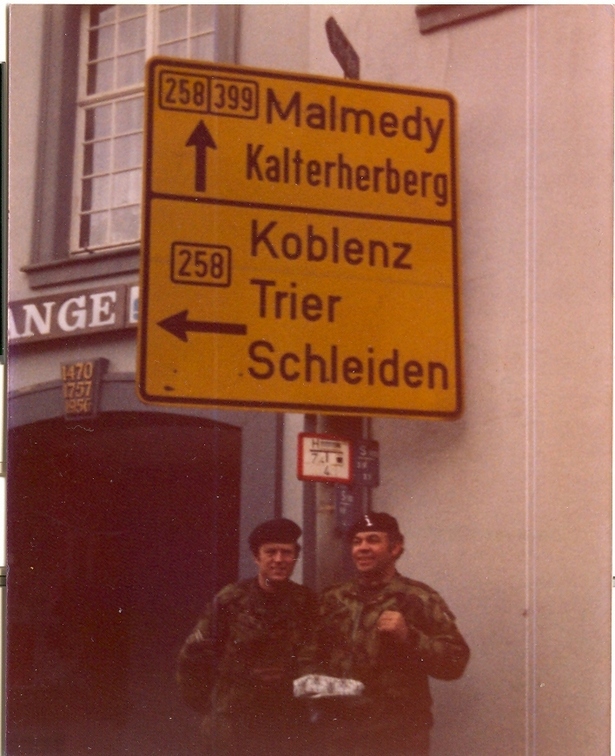 258 399 Malmedy
Kalterherberg
258
Koblenz
Trier
Schleiden
ANGE
1470
1757
1956